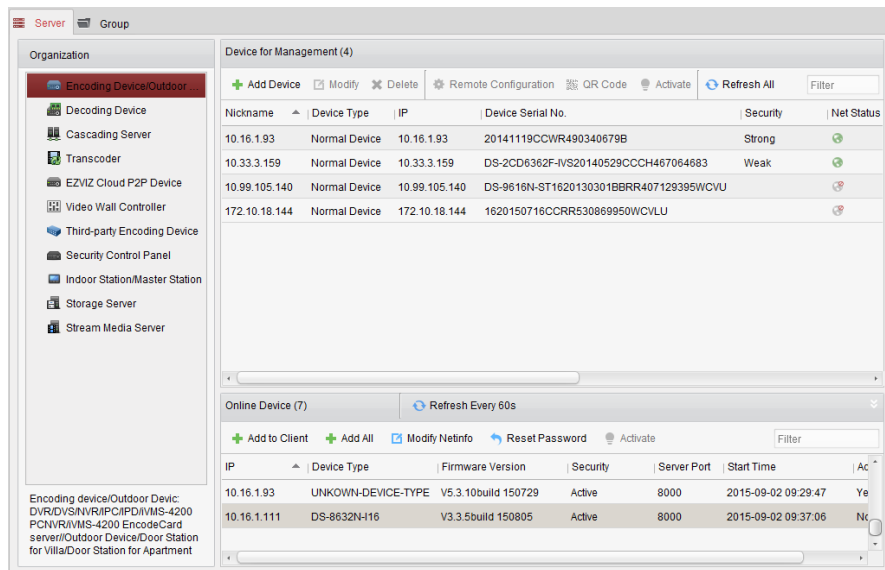 Server Group
Organization
Encoding Device/Outdoor ...
Decoding Device
Cascading Server
Transcoder
EZVIZ Cloud P2P Device
Video Wall Controller
Third-party Encoding Device
Security Control Panel
Indoor Station/Master Station
Storage Server
Stream Media Server
Encoding device/Outdoor Devic:
DVR/DVS/NVR/IPC/IPD/iVMS-4200
PCNVR/iVMS-4200 EncodeCard
server//Outdoor Device/Door Station
for Villa/Door Station for Apartment
Device for Management (4)
Add Device Modify Delete Remote Configuration QR Code Activate Refresh All Filter
Nickname Device Type IP Device Serial No. Security Net Status
10.16.1.93 Normal Device 10.16.1.93 20141119CCWR490340679B Strong
10.33.3.159 Normal Device 10.33.3.159 DS-2CD6362F-IVS20140529CCCH467064683 Weak
10.99.105.140 Normal Device 10.99.105.140 DS-9616N-ST1620130301BBRR407129395WCVU
172.10.18.144 Normal Device 172.10.18.144 1620150716CCRR530869950WCVLU
Online Device (7) Refresh Every 60s
Add to Client Add All Modify Netinfo Reset Password Activate Filter
IP Device Type Firmware Version Security Server Port Start Time Ac
10.16.1.93 UNKOWN-DEVICE-TYPE V5.3.10build 150729 Active 8000 2015-09-02 09:29:47 Ye
10.16.1.111 DS-8632N-I16 V3.3.5build 150805 Active 8000 2015-09-02 09:37:06 No